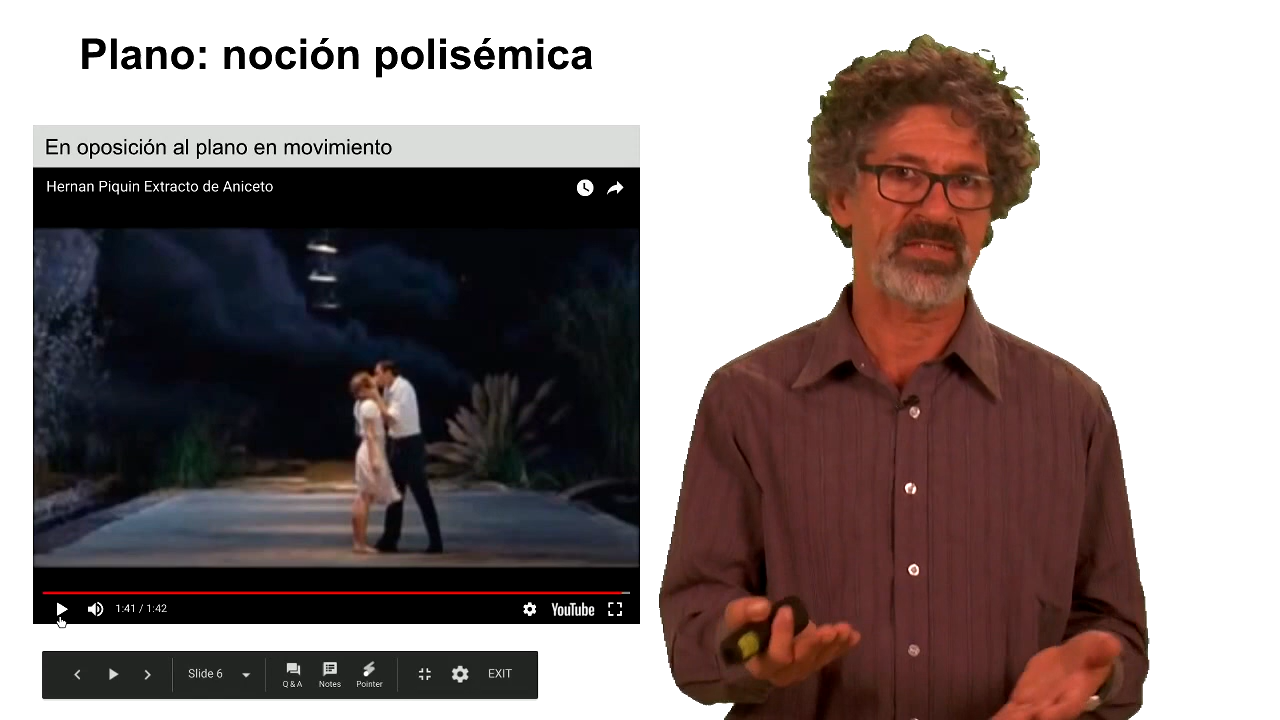 Plano: noción polisémica
En oposición al plano en movimiento
Hernan Piquin Extracto de Aniceto
1:41 / 1:42
YouTube
Slide 6
Q & A
Notes
Pointer
EXIT